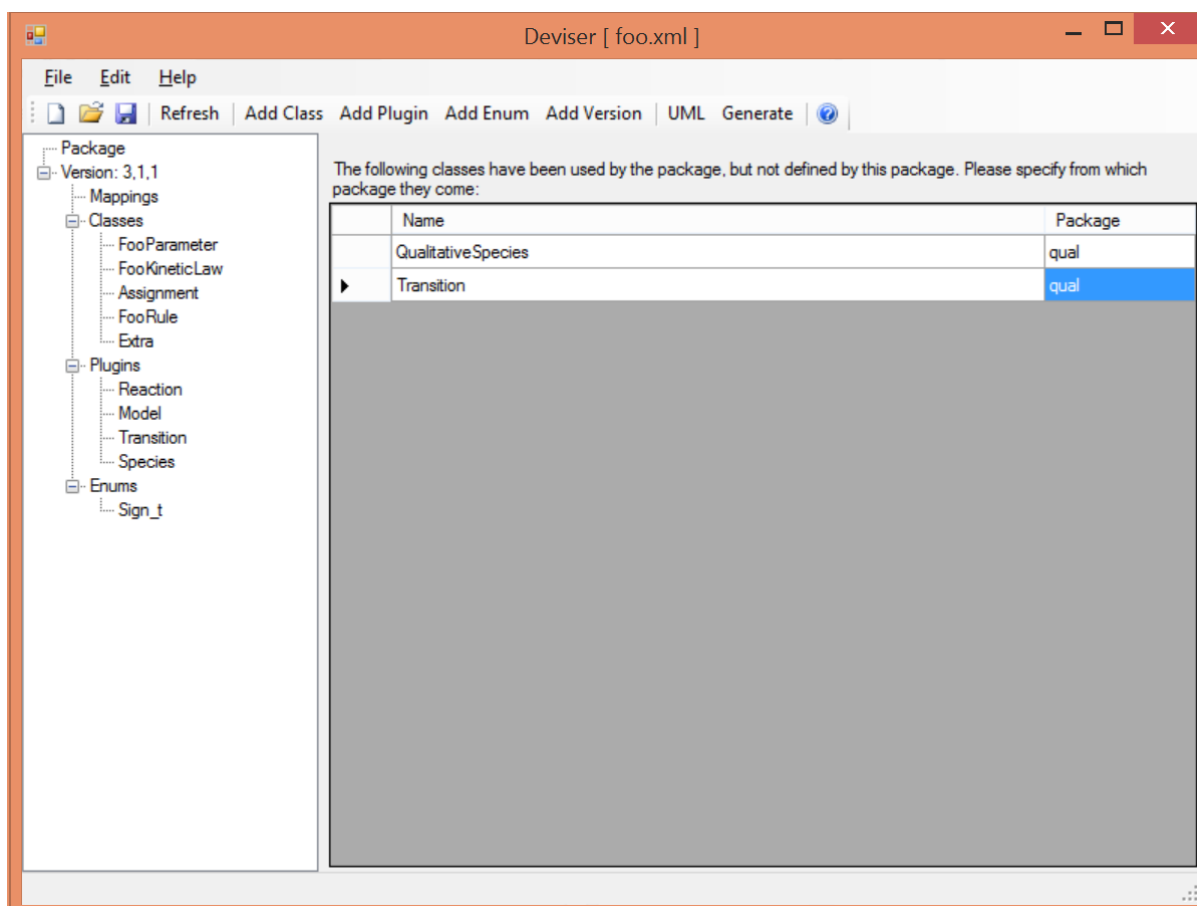 Deviser [ foo.xml ]
File Edit Help
Refresh Add Class Add Plugin Add Enum Add Version UML Generate
Package
Version: 3,1,1
Mappings
Classes
FooParameter
FooKineticLaw
Assignment
FooRule
Extra
Plugins
Reaction
Model
Transition
Species
Enums
Sign_t
The following classes have been used by the package, but not defined by this package. Please specify from which
package they come:
Name Package
QualitativeSpecies qual
Transition qual